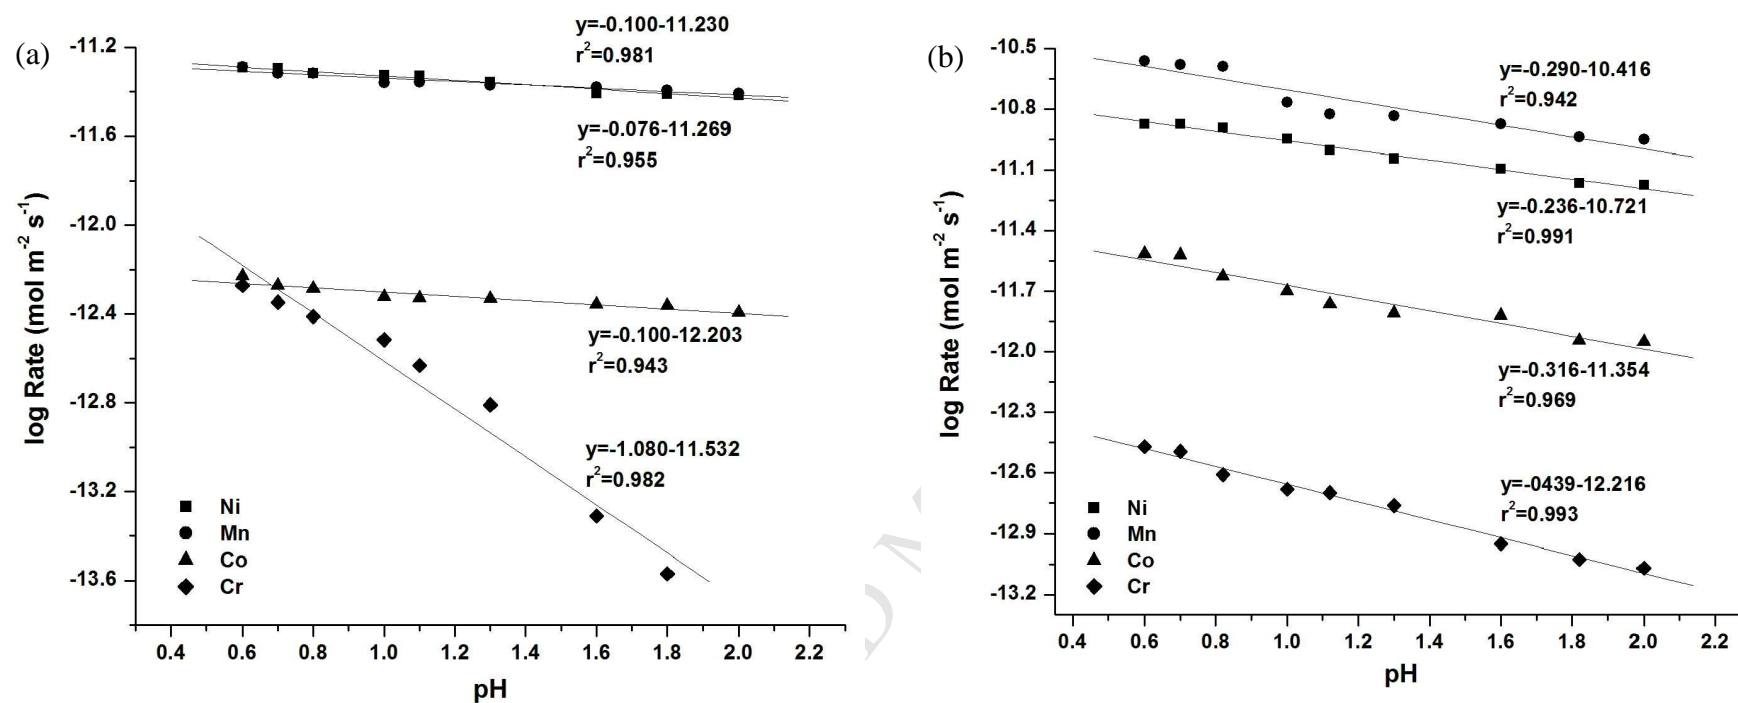 (a)
log Rate (mol m⁻² s⁻¹)
-11.2
-11.6
-12.0
-12.4
-12.8
-13.2
-13.6
y=-0.100-11.230
r²=0.981
y=-0.076-11.269
r²=0.955
y=-0.100-12.203
r²=0.943
y=-1.080-11.532
r²=0.982
Ni
Mn
Co
Cr
0.4 0.6 0.8 1.0 1.2 1.4 1.6 1.8 2.0 2.2
pH
(b)
log Rate (mol m⁻² s⁻¹)
-10.5
-10.8
-11.1
-11.4
-11.7
-12.0
-12.3
-12.6
-12.9
-13.2
y=-0.290-10.416
r²=0.942
y=-0.236-10.721
r²=0.991
y=-0.316-11.354
r²=0.969
y=-0439-12.216
r²=0.993
Ni
Mn
Co
Cr
0.4 0.6 0.8 1.0 1.2 1.4 1.6 1.8 2.0 2.2
pH